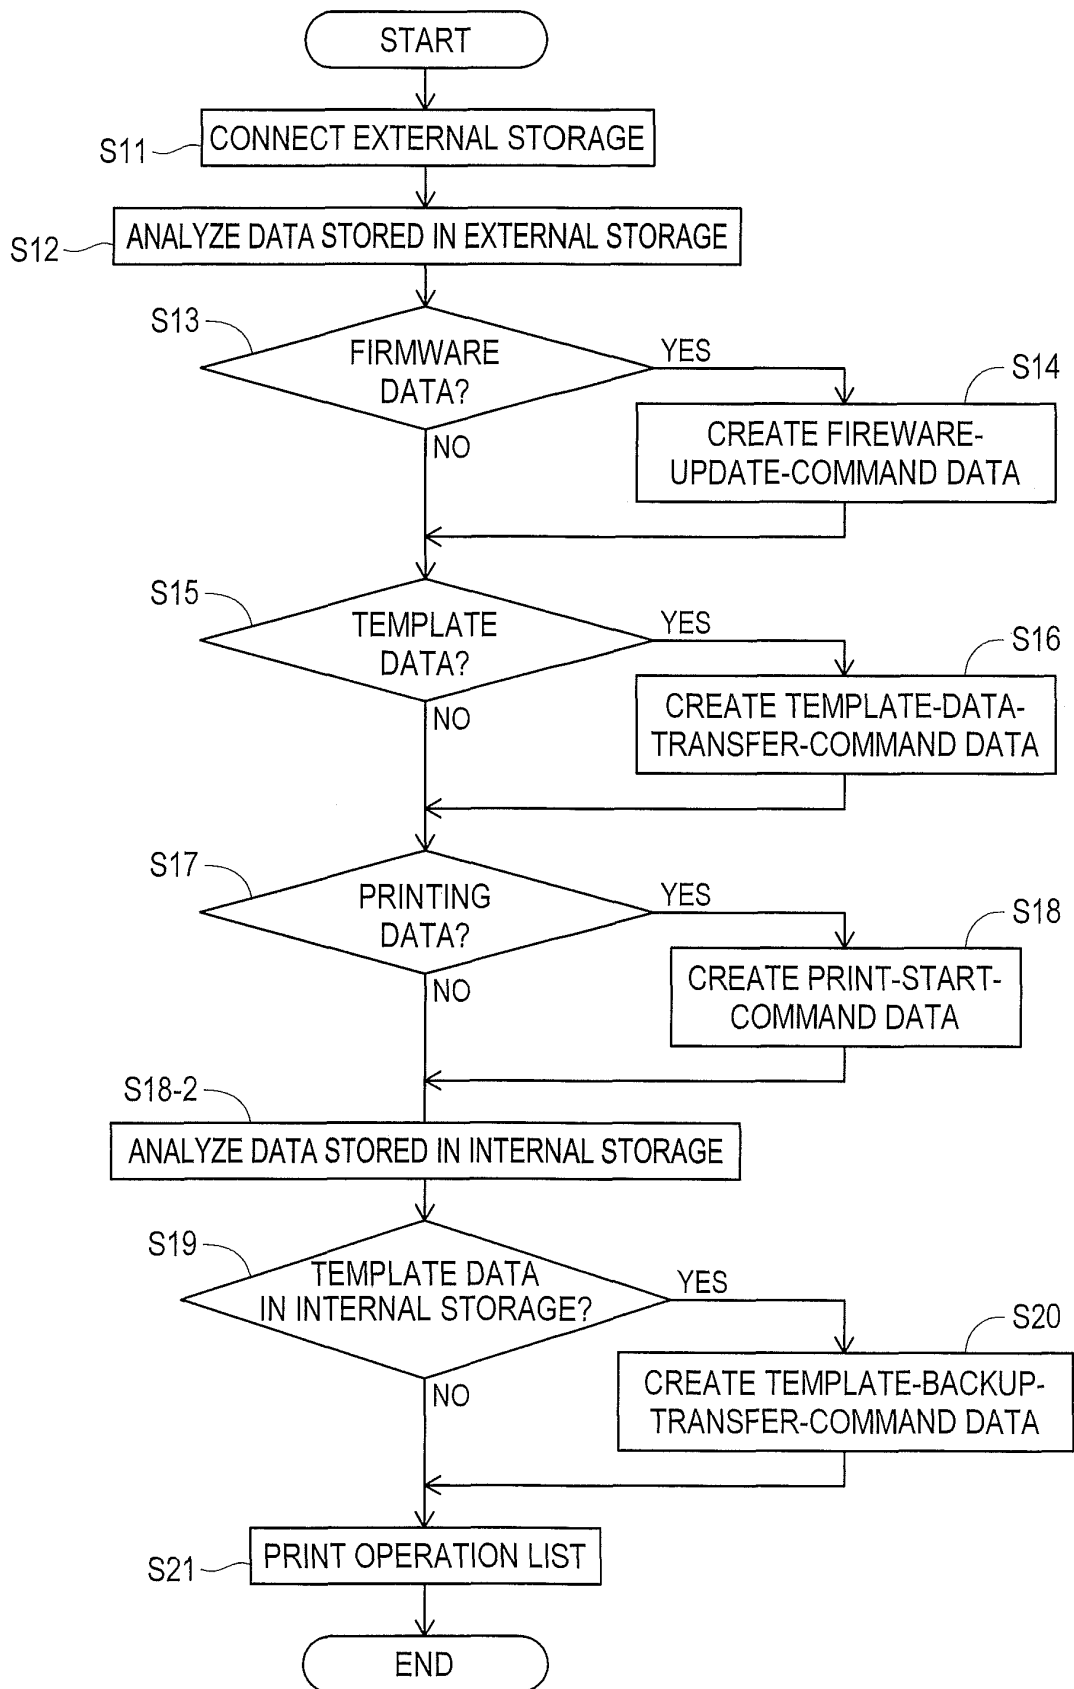 START
S11
CONNECT EXTERNAL STORAGE
S12
ANALYZE DATA STORED IN EXTERNAL STORAGE
S13
FIRMWARE
DATA?
YES
NO
S14
CREATE FIREWARE-
UPDATE-COMMAND DATA
S15
TEMPLATE
DATA?
YES
NO
S16
CREATE TEMPLATE-DATA-
TRANSFER-COMMAND DATA
S17
PRINTING
DATA?
YES
NO
S18
CREATE PRINT-START-
COMMAND DATA
S18-2
ANALYZE DATA STORED IN INTERNAL STORAGE
S19
TEMPLATE DATA
IN INTERNAL STORAGE?
YES
NO
S20
CREATE TEMPLATE-BACKUP-
TRANSFER-COMMAND DATA
S21
PRINT OPERATION LIST
END